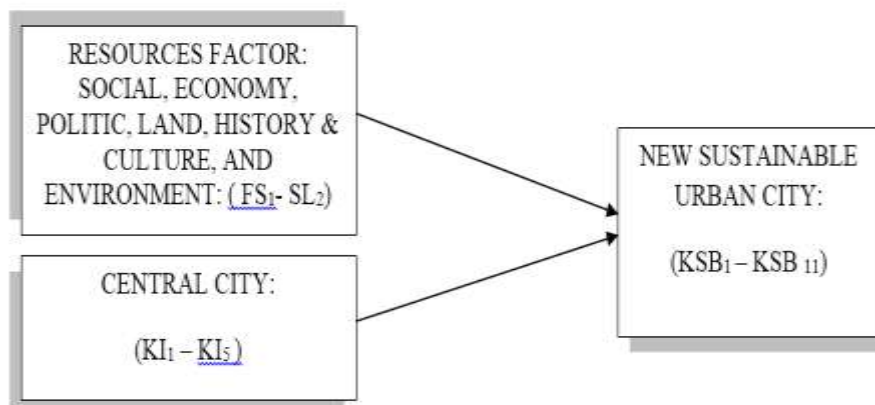 RESOURCES FACTOR:
SOCIAL, ECONOMY,
POLITIC, LAND, HISTORY &
CULTURE, AND
ENVIRONMENT: ( FS₁- SL₂)
CENTRAL CITY:
(KI₁ – KI₅ )
NEW SUSTAINABLE
URBAN CITY:
(KSB₁ – KSB ₁₁)